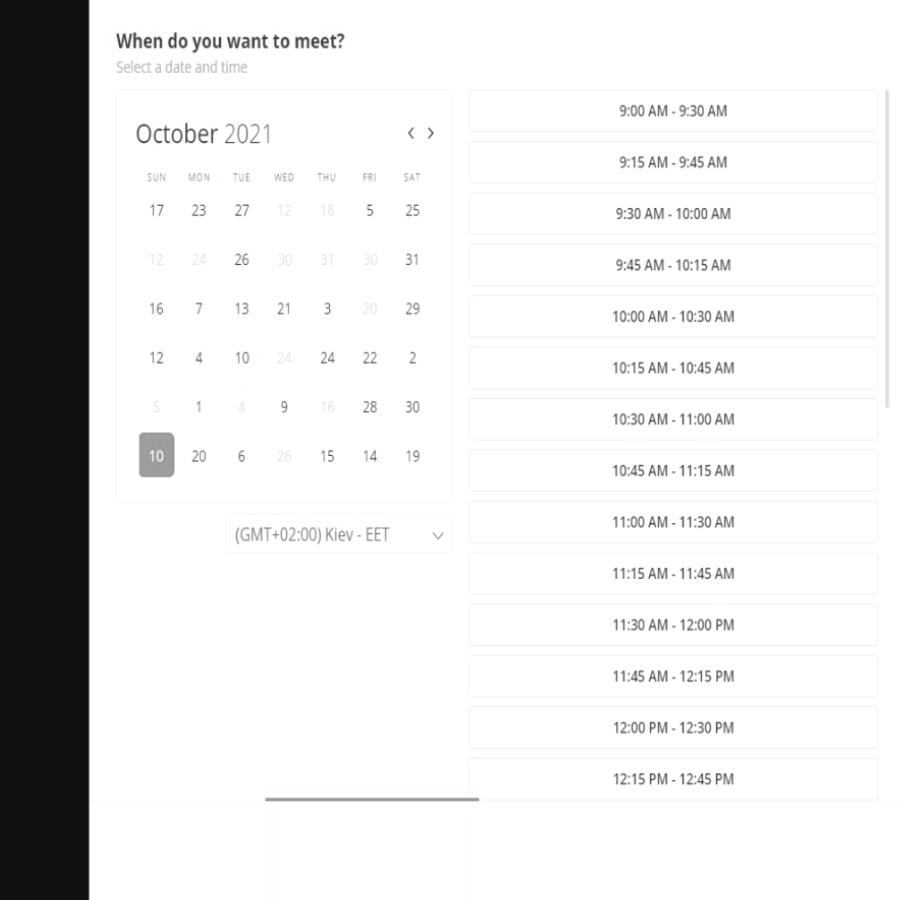 When do you want to meet?
Select a date and time
October 2021
SUN MON TUE WED THU FRI SAT
17 23 27 12 18 5 25
12 24 26 30 31 30 31
16 7 13 21 3 20 29
12 4 10 24 24 22 2
5 1 4 9 16 28 30
10 20 6 26 15 14 19
(GMT+02:00) Kiev - EET
9:00 AM - 9:30 AM
9:15 AM - 9:45 AM
9:30 AM - 10:00 AM
9:45 AM - 10:15 AM
10:00 AM - 10:30 AM
10:15 AM - 10:45 AM
10:30 AM - 11:00 AM
10:45 AM - 11:15 AM
11:00 AM - 11:30 AM
11:15 AM - 11:45 AM
11:30 AM - 12:00 PM
11:45 AM - 12:15 PM
12:00 PM - 12:30 PM
12:15 PM - 12:45 PM